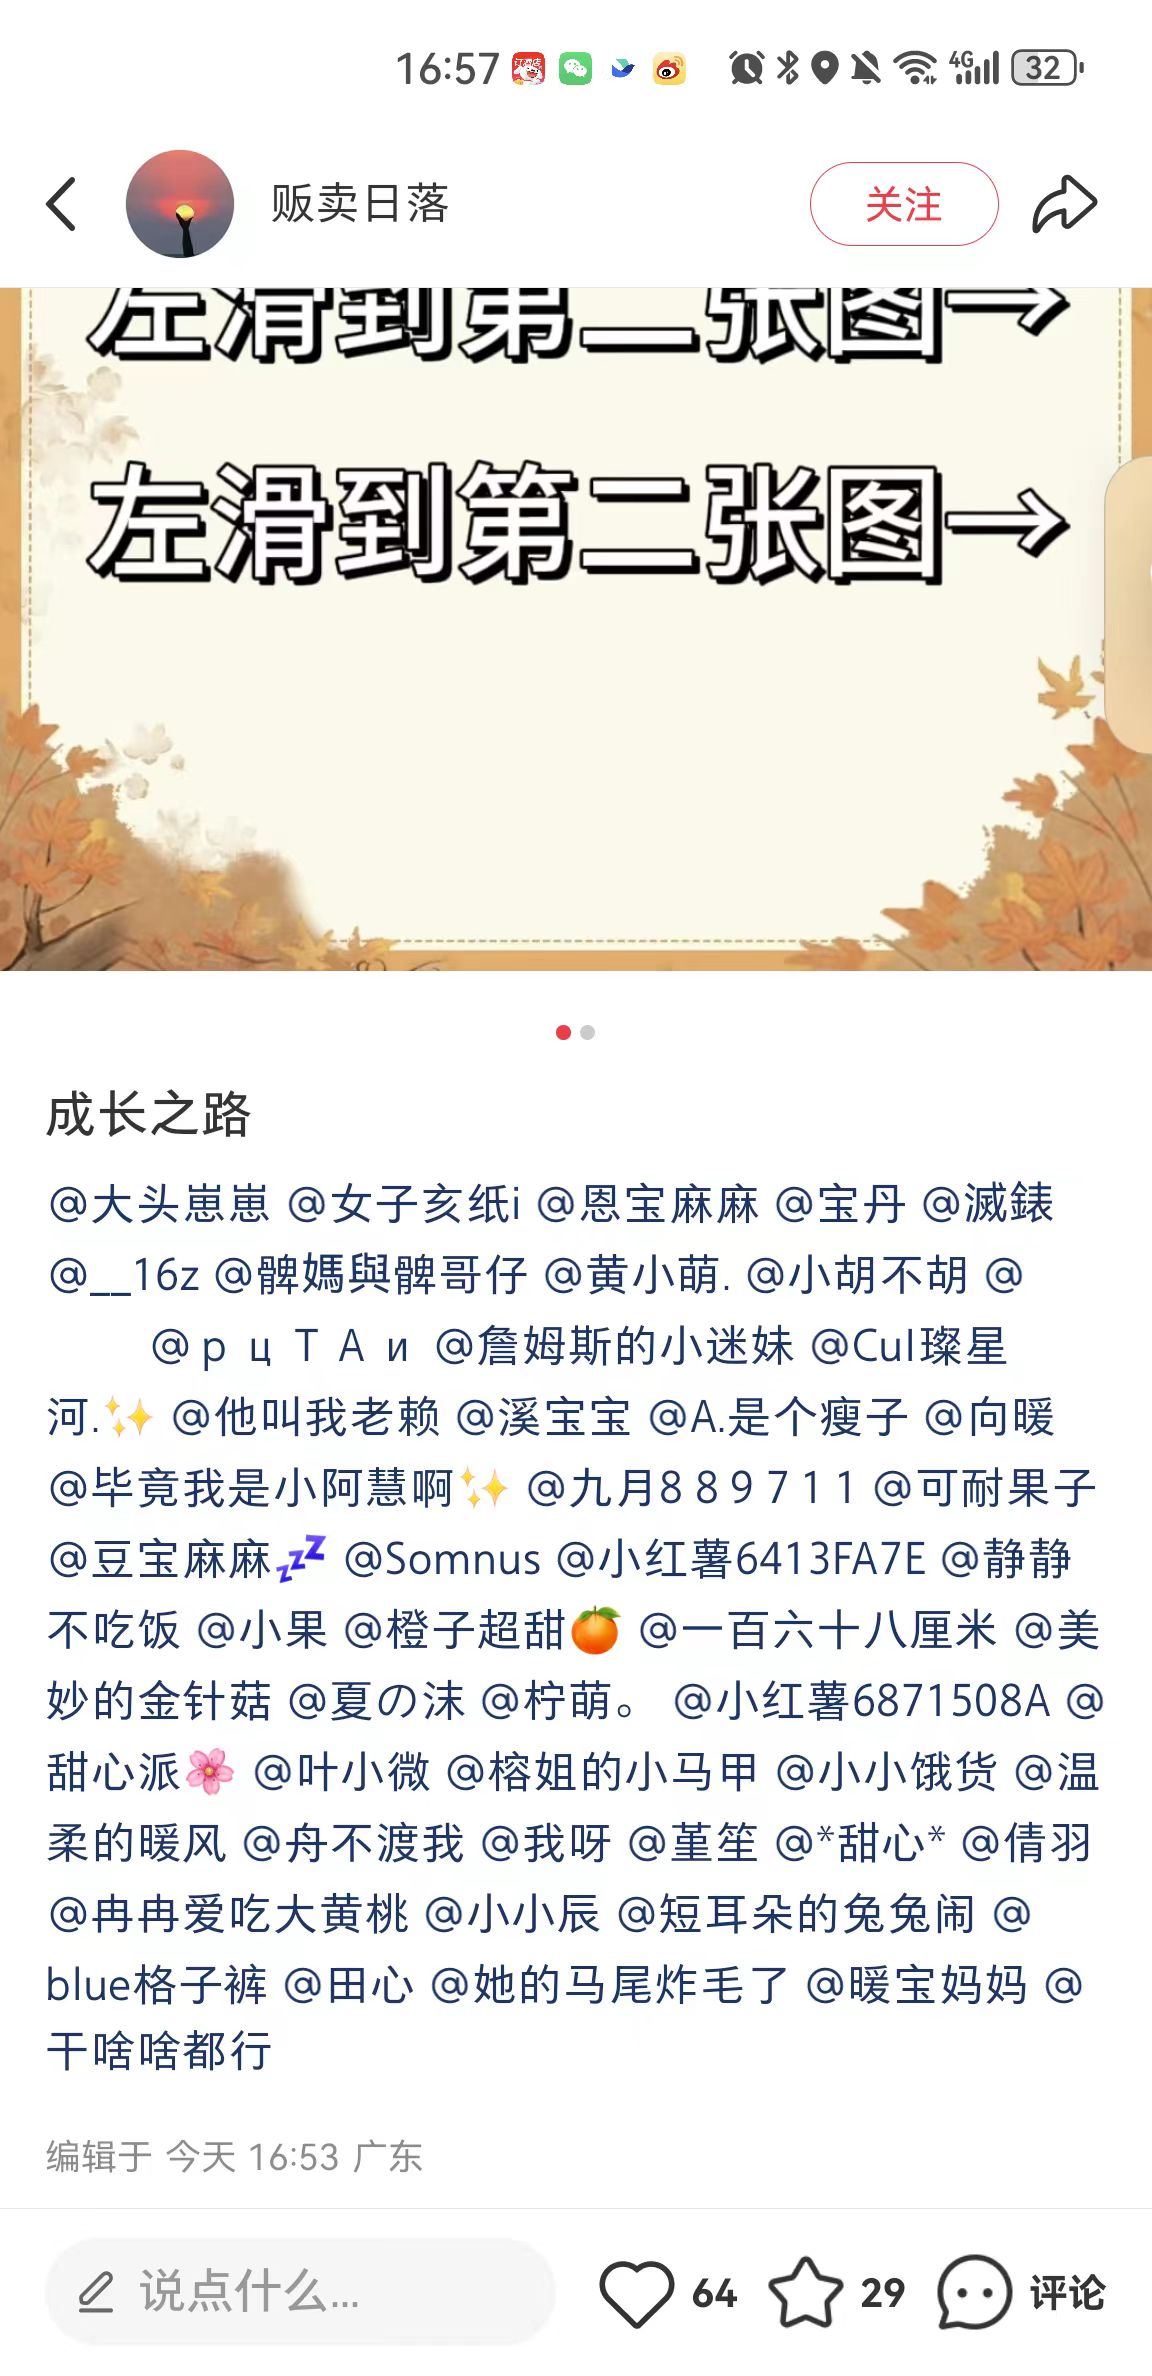 16:57 4G 32
贩卖日落 关注
左滑到第二张图→
左滑到第二张图→
成长之路
@大头崽崽 @女子亥纸i @恩宝麻麻 @宝丹 @滅錶
@__16z @髀媽與髀哥仔 @黄小萌. @小胡不胡 @
@р ц Т А и @詹姆斯的小迷妹 @Cul璨星
河.✨ @他叫我老赖 @溪宝宝 @A.是个瘦子 @向暖
@毕竟我是小阿慧啊✨ @九月8 8 9 7 1 1 @可耐果子
@豆宝麻麻💤 @Somnus @小红薯6413FA7E @静静
不吃饭 @小果 @橙子超甜🍊 @一百六十八厘米 @美
妙的金针菇 @夏の沫 @柠萌。 @小红薯6871508A @
甜心派🌸 @叶小微 @榕姐的小马甲 @小小饿货 @温
柔的暖风 @舟不渡我 @我呀 @堇笙 @*甜心* @倩羽
@冉冉爱吃大黄桃 @小小辰 @短耳朵的兔兔闹 @
blue格子裤 @田心 @她的马尾炸毛了 @暖宝妈妈 @
干啥啥都行
编辑于 今天 16:53 广东
说点什么... 64 29 评论